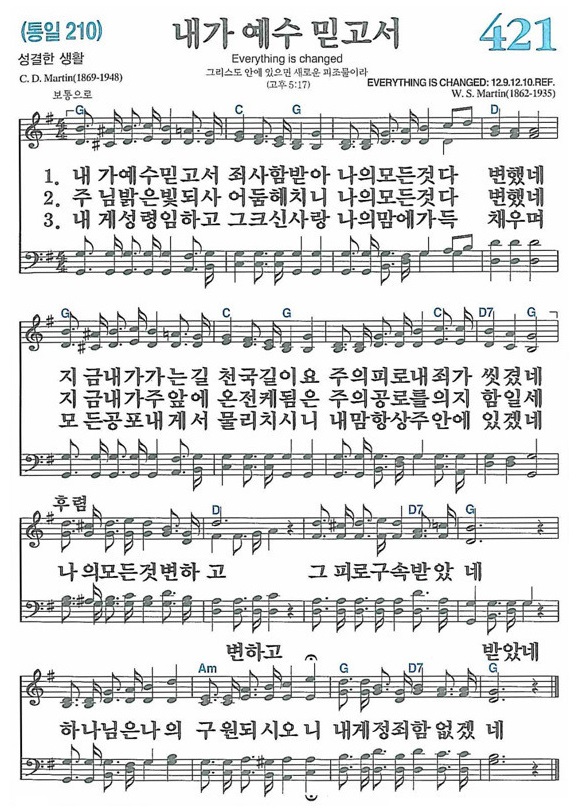 (통일 210)
내가 예수 믿고서
421
성결한 생활
Everything is changed
C. D. Martin(1869-1948)
그리스도 안에 있으면 새로운 피조물이라
(고후 5:17)
EVERYTHING IS CHANGED: 12.9.12.10.REF.
W. S. Martin(1862-1935)
보통으로
G C G D
1. 내 가예수믿고서 죄사함받아 나의모든것다 변했네
2. 주 님밝은빛되사 어둠헤치니 나의모든것다 변했네
3. 내 게성령임하고 그크신사랑 나의맘에가득 채우며
G C G C D7 G
지 금내가가는길 천국길이요 주의피로내죄가 씻겼네
지 금내가주앞에 온전케됨은 주의공로를의지 함일세
모 든공포내게서 물리치시니 내맘항상주안에 있겠네
후렴
D D7 G
나의모든것변하 고 그 피로구속받았 네
변하고 받았네
Am G D7 G
하나님은나의 구원되시오니 내게정죄함없겠 네